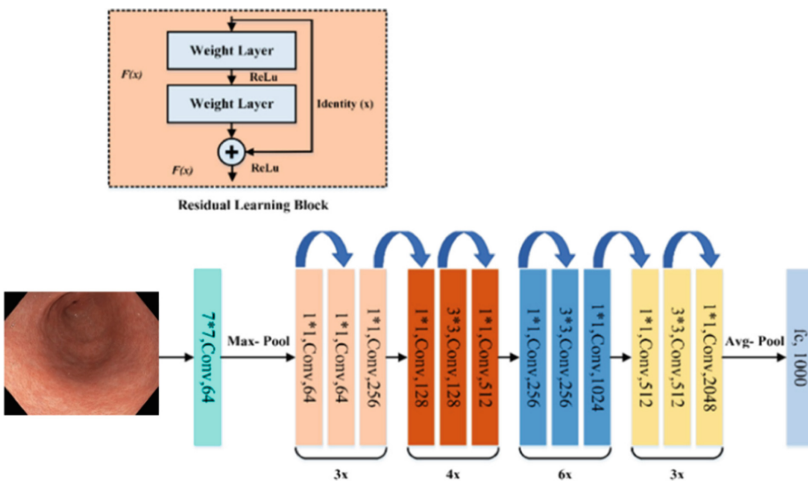 Weight Layer
F(x)
ReLu
Weight Layer
Identity (x)
F(x)
ReLu
Residual Learning Block
7*7,Conv,64
Max- Pool
1*1,Conv,64
1*1,Conv,64
1*1,Conv,256
1*1,Conv,128
3*3,Conv,128
1*1,Conv,512
1*1,Conv,256
3*3,Conv,256
1*1,Conv,1024
1*1,Conv,512
3*3,Conv,512
1*1,Conv,2048
Avg- Pool
fc, 1000
3x
4x
6x
3x